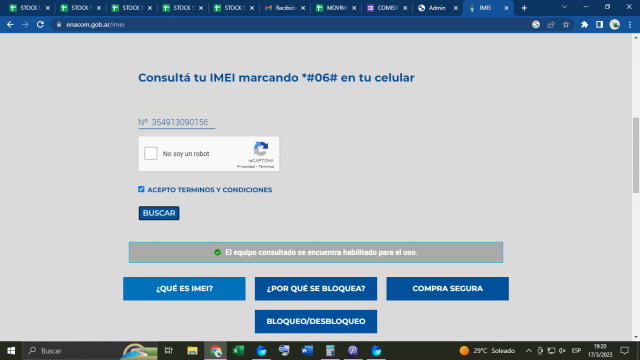 STOCK S
STOCK S
STOCK S
STOCK S
STOCK S
Recibido
MOVIM
COMISI
Admin
IMEI
enacom.gob.ar/imei
Consultá tu IMEI marcando *#06# en tu celular
Nº 354913090156
No soy un robot
reCAPTCHA
Privacidad - Términos
ACEPTO TERMINOS Y CONDICIONES
BUSCAR
El equipo consultado se encuentra habilitado para el uso.
¿QUÉ ES IMEI?
¿POR QUÉ SE BLOQUEA?
COMPRA SEGURA
BLOQUEO/DESBLOQUEO
Buscar
29°C Soleado
ESP
19:20
17/3/2023